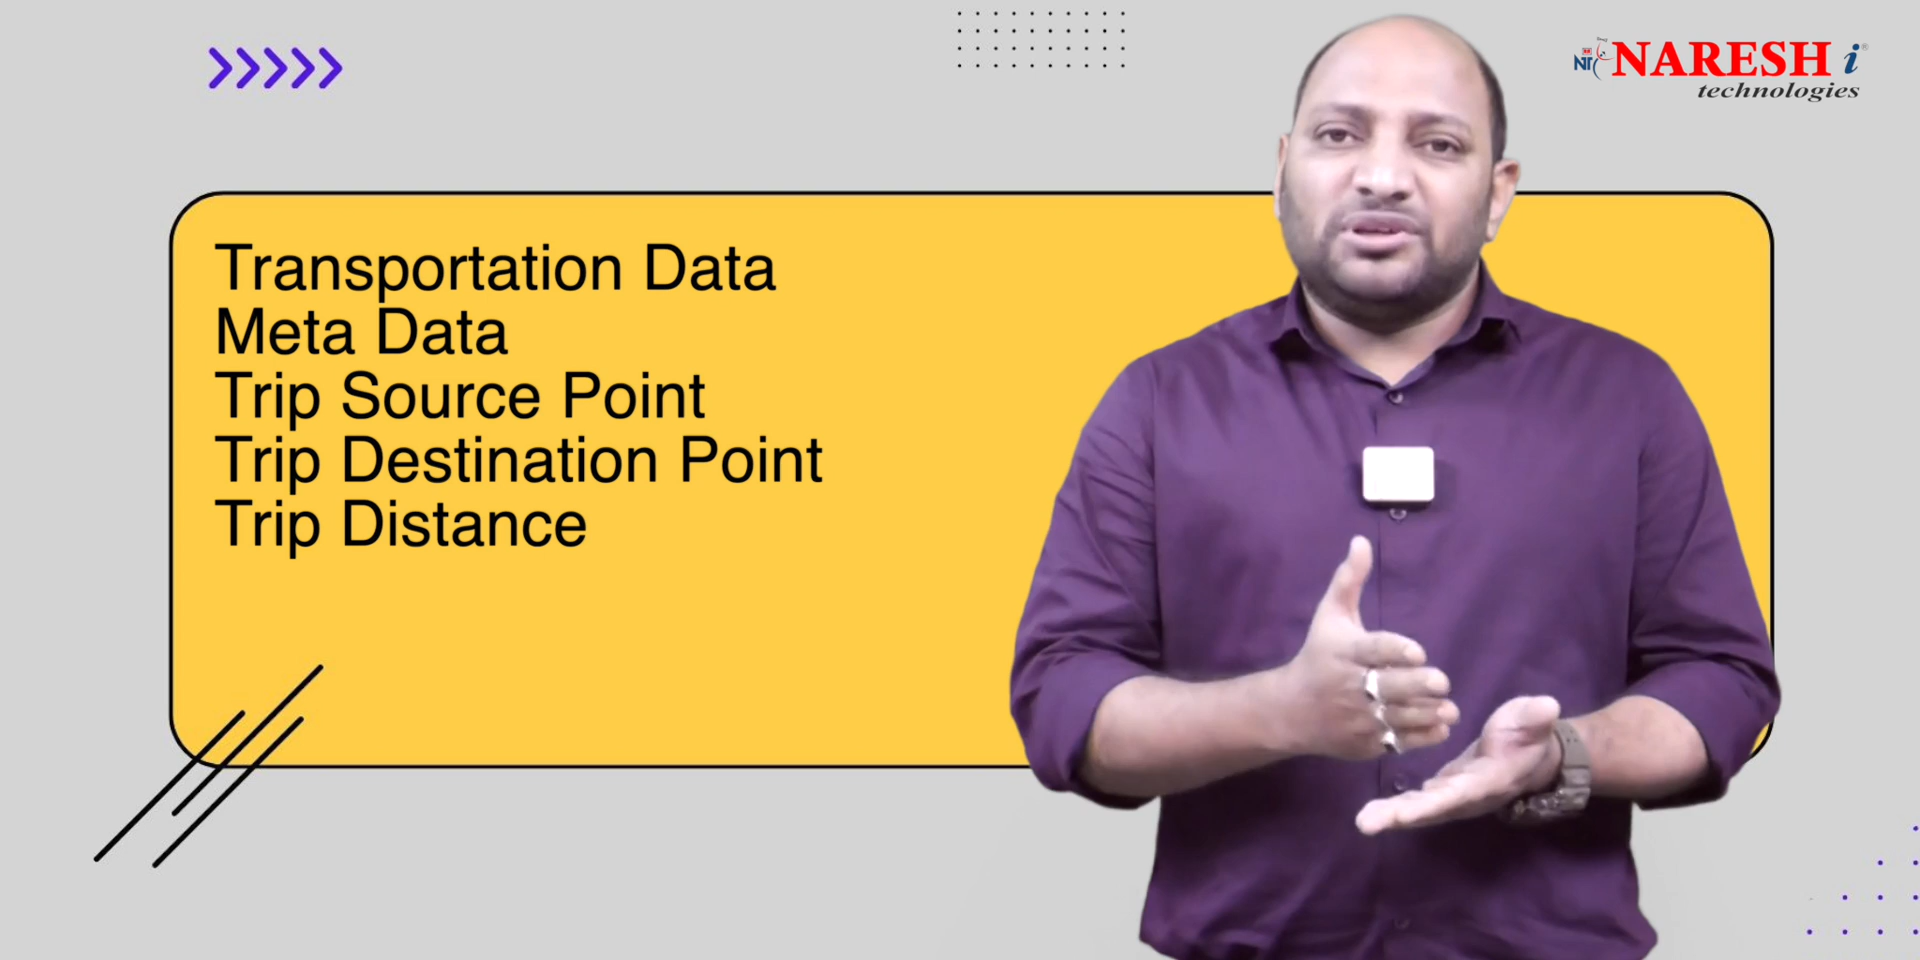 NARESH i
technologies
Transportation Data
Meta Data
Trip Source Point
Trip Destination Point
Trip Distance